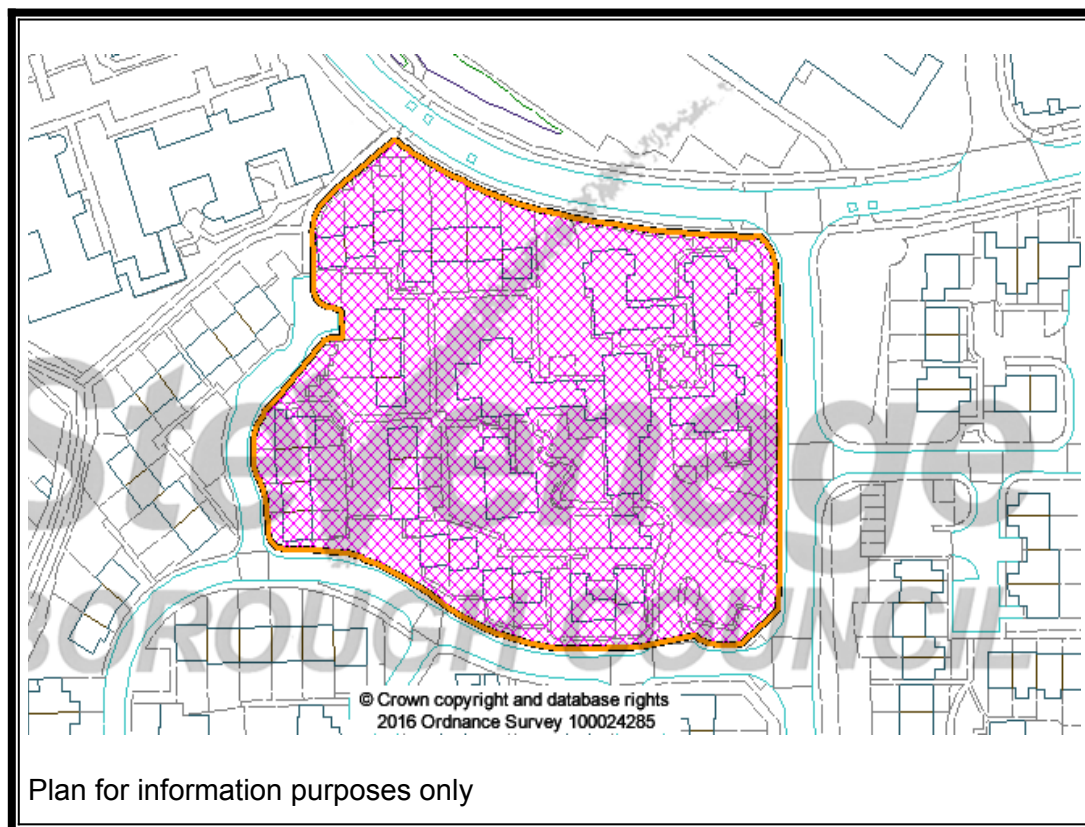 Stevenage
BOROUGH COUNCIL
© Crown copyright and database rights
2016 Ordnance Survey 100024285
Plan for information purposes only